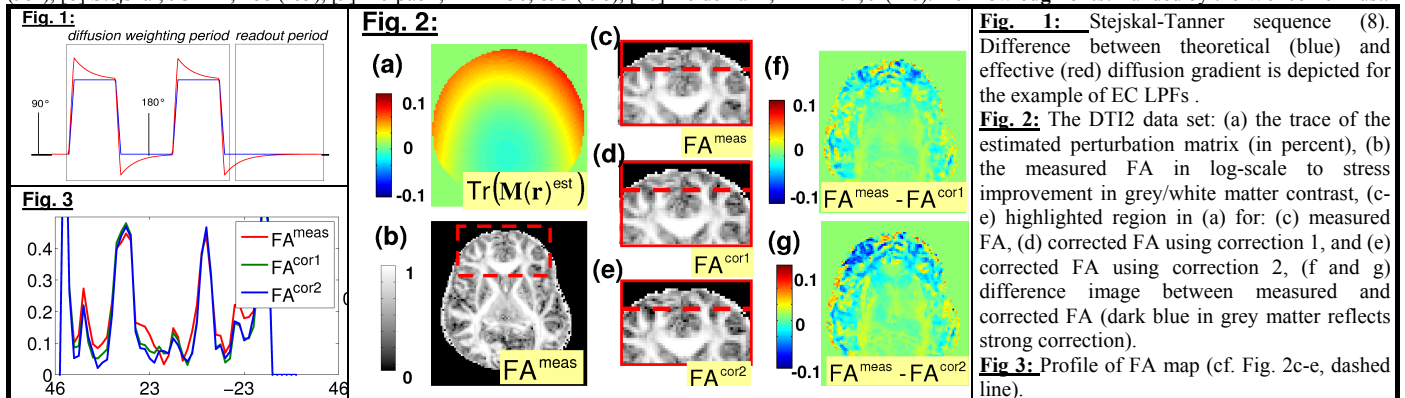 Fig. 1:
diffusion weighting period readout period
90°
180°
Fig. 3
FA^meas
FA^cor1
FA^cor2
0.4
0.3
0.2
0.1
0
46 23 −23 46
Fig. 2:
(a)
0.1
0
-0.1
Tr(M(r)^est)
(b)
1
0
FA^meas
(c)
FA^meas
(d)
FA^cor1
(e)
FA^cor2
(f)
0.1
0
-0.1
FA^meas - FA^cor1
(g)
0.1
0
-0.1
FA^meas - FA^cor2
Fig. 1: Stejskal-Tanner sequence (8).
Difference between theoretical (blue) and
effective (red) diffusion gradient is depicted for
the example of EC LPFs .
Fig. 2: The DTI2 data set: (a) the trace of the
estimated perturbation matrix (in percent), (b)
the measured FA in log-scale to stress
improvement in grey/white matter contrast, (c-
e) highlighted region in (a) for: (c) measured
FA, (d) corrected FA using correction 1, and (e)
corrected FA using correction 2, (f and g)
difference image between measured and
corrected FA (dark blue in grey matter reflects
strong correction).
Fig 3: Profile of FA map (cf. Fig. 2c-e, dashed
line).